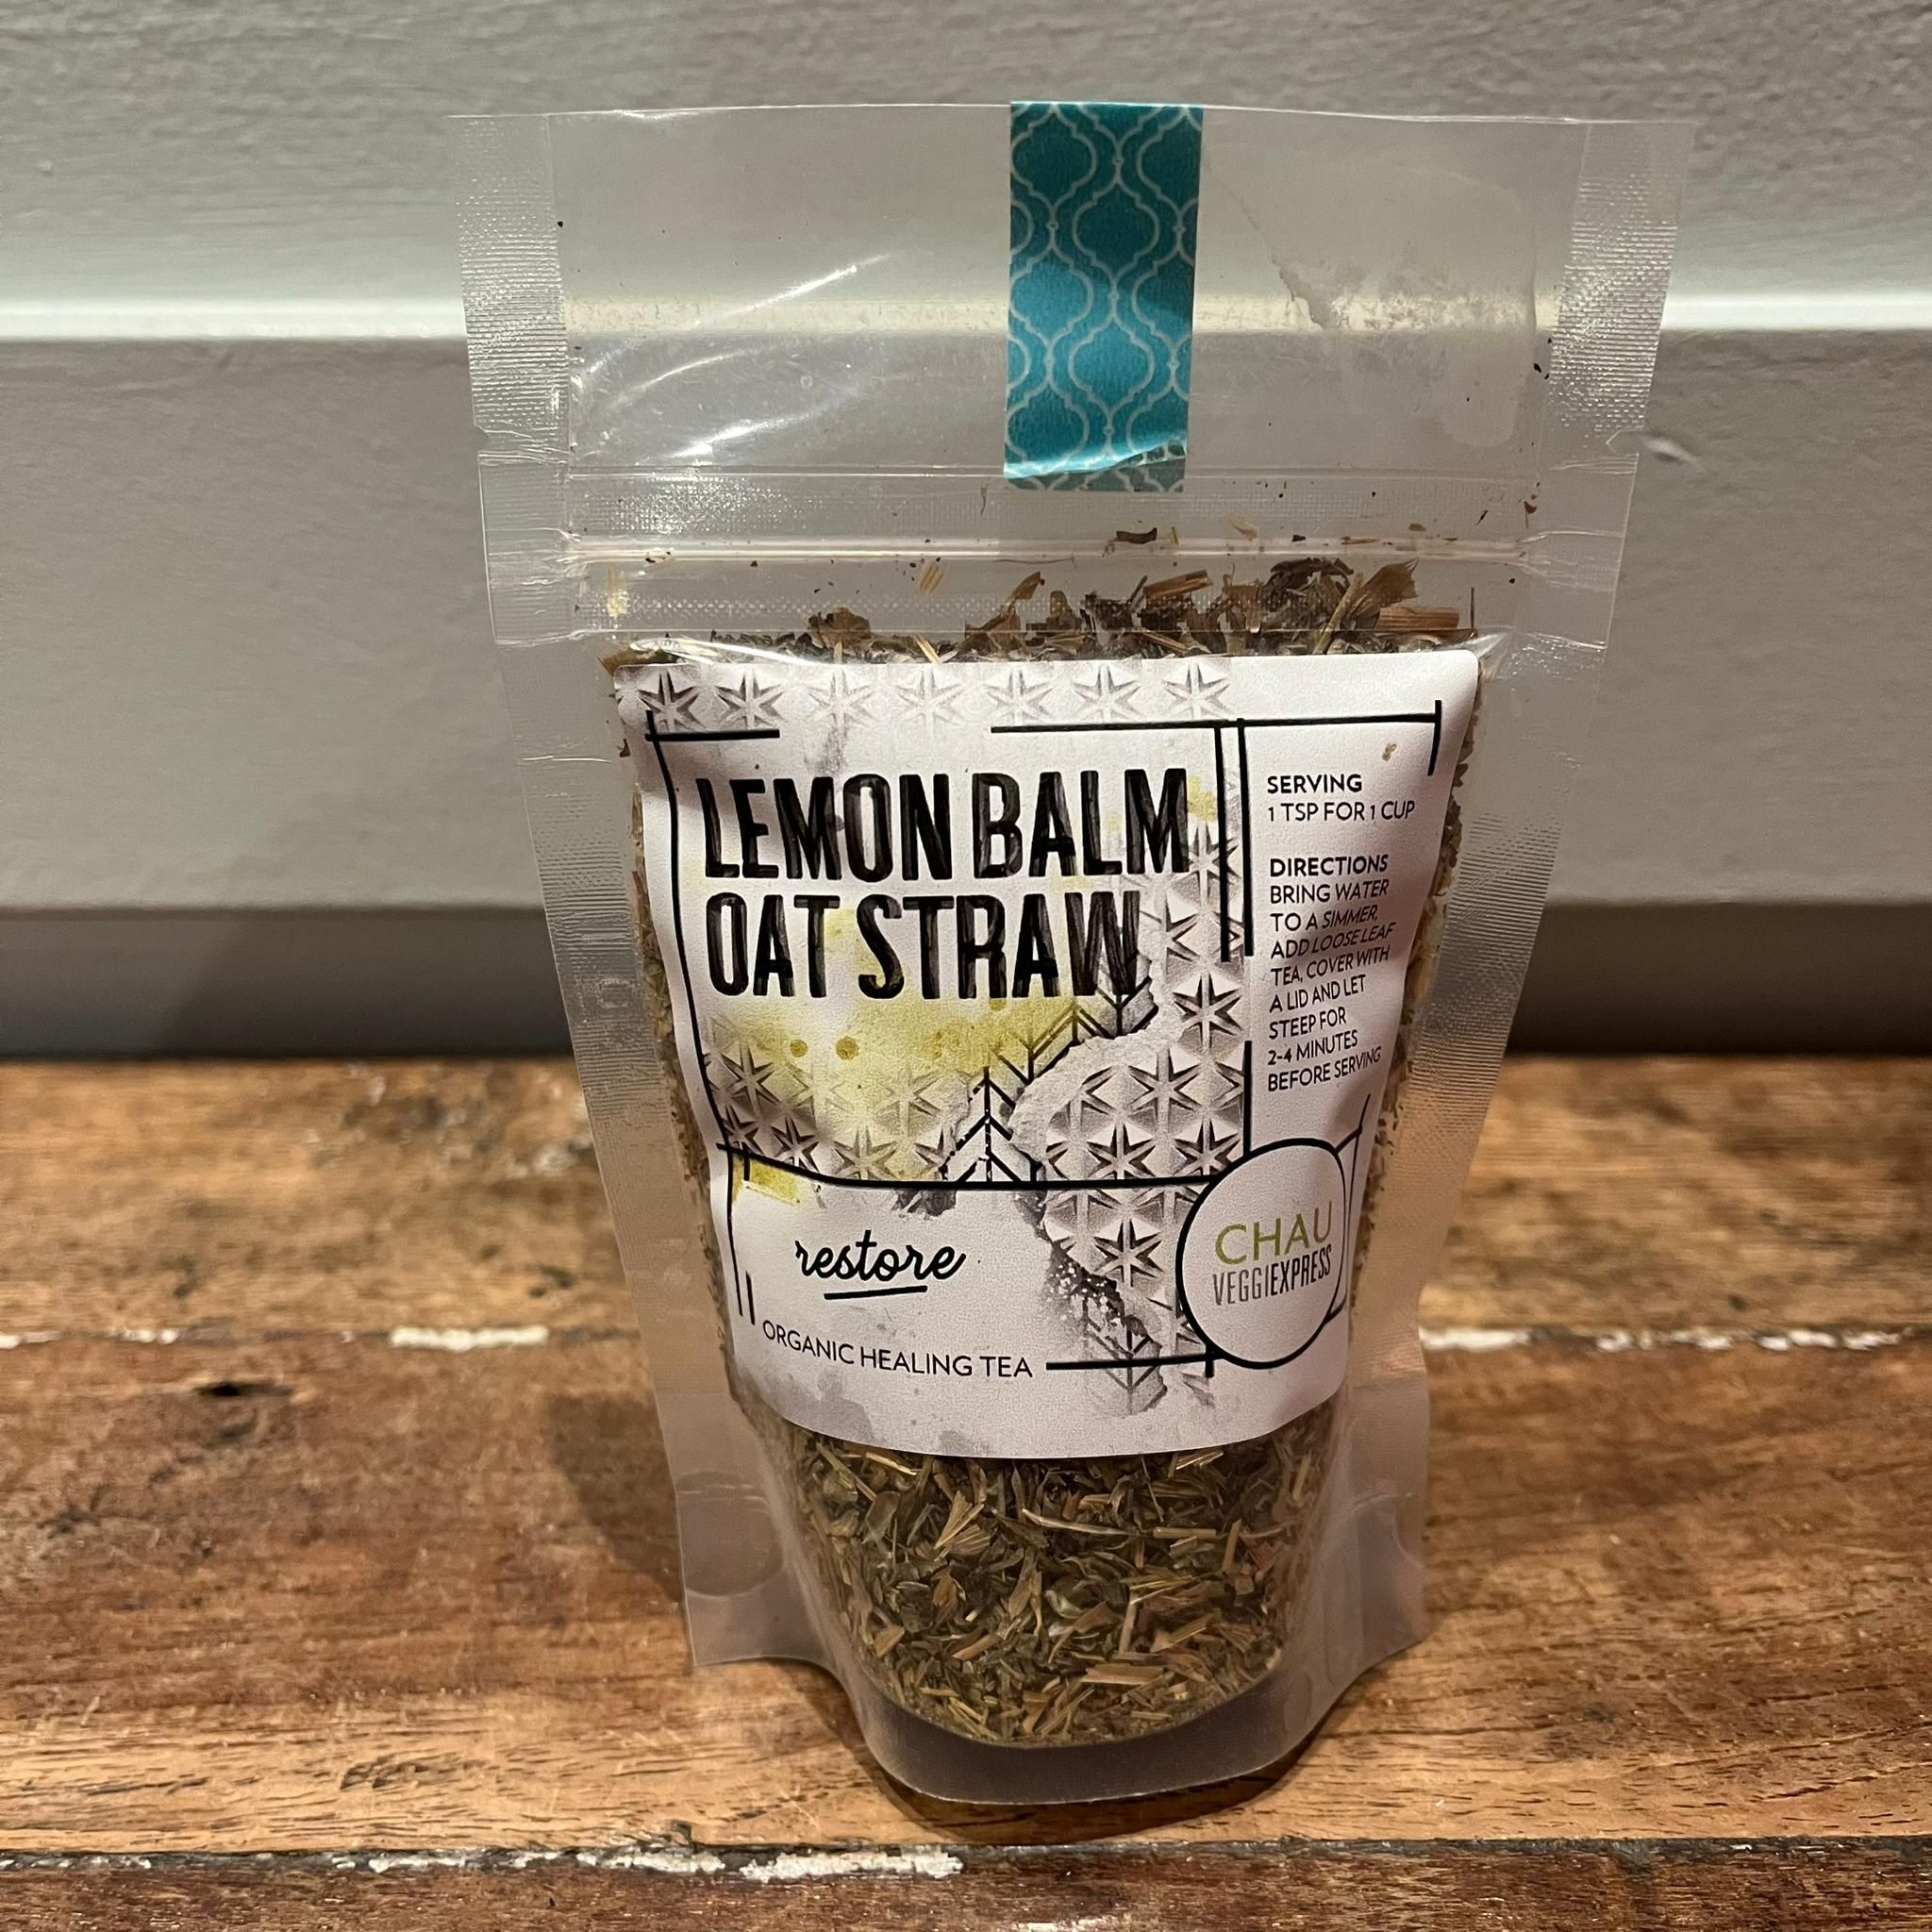 LEMON BALM
OAT STRAW
restore
ORGANIC HEALING TEA
SERVING
1 TSP FOR 1 CUP
DIRECTIONS
BRING WATER
TO A SIMMER,
ADD LOOSE LEAF
TEA, COVER WITH
A LID AND LET
STEEP FOR
2-4 MINUTES
BEFORE SERVING
CHAU
VEGGIEXPRESS